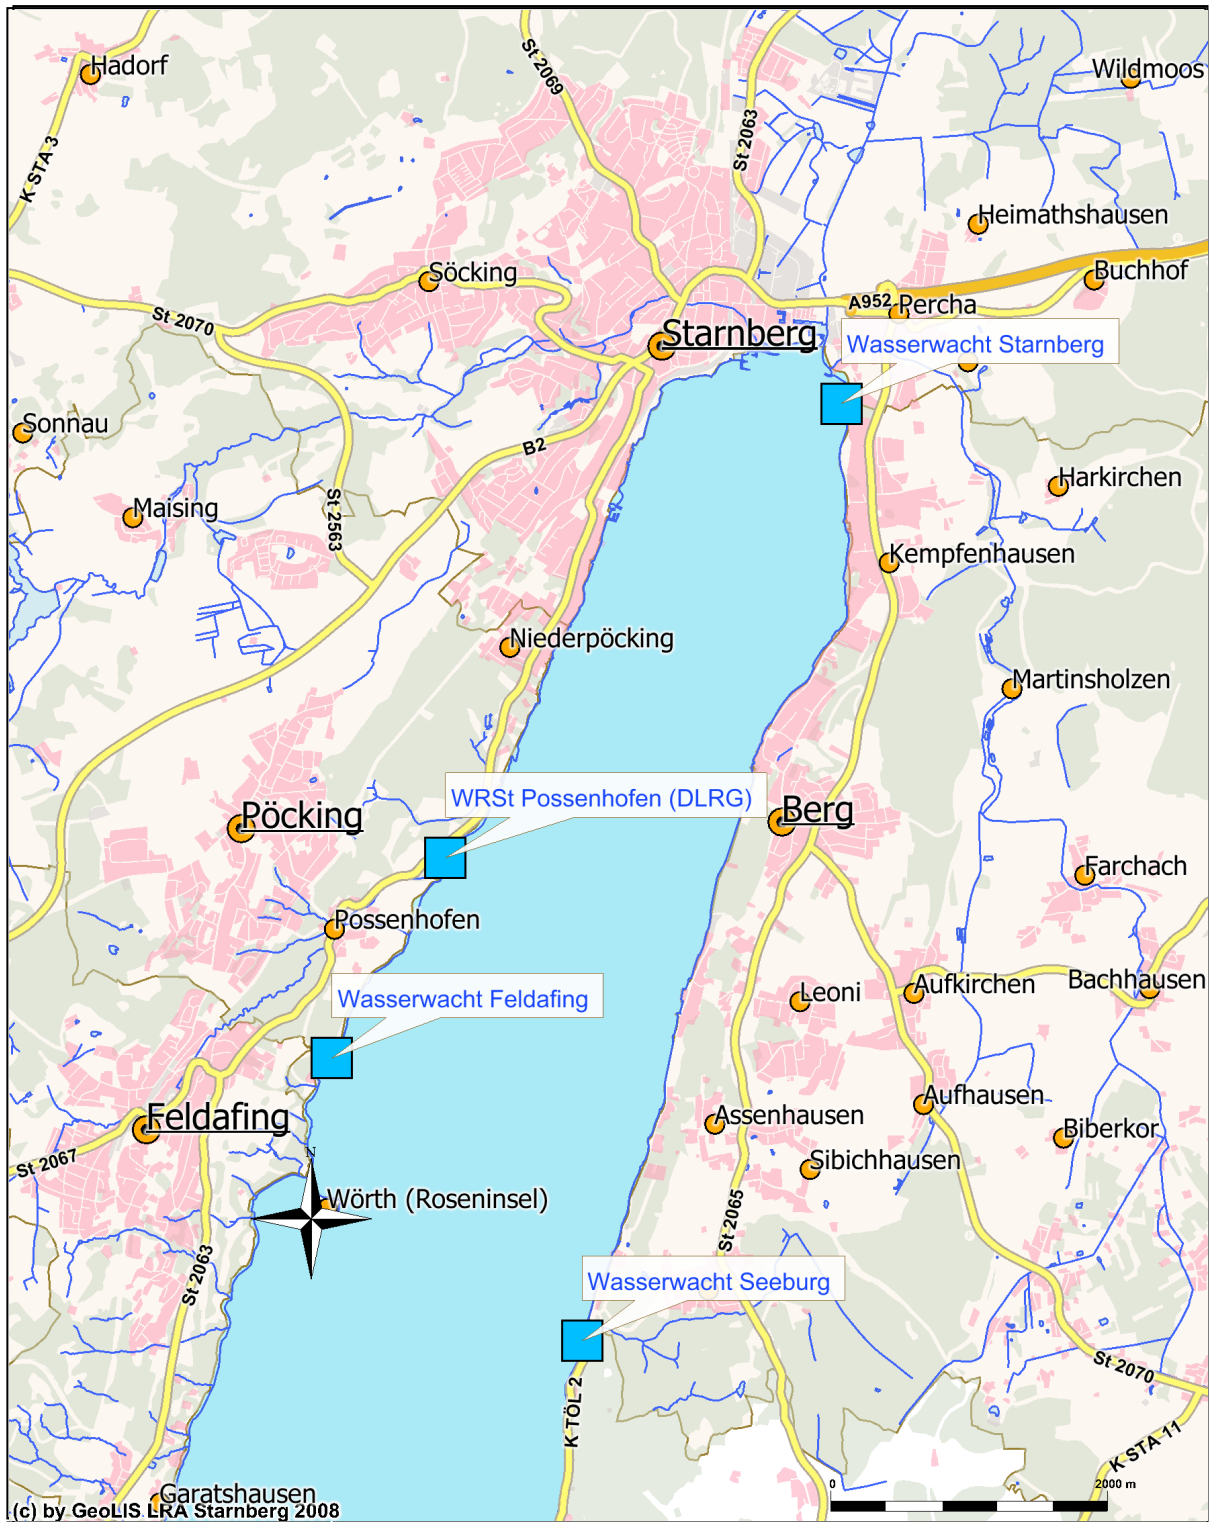 Hadorf
St 2069
Wildmoos
K STA 3
St 2063
Heimathshausen
Söcking
Buchhof
St 2070
A952
Percha
Starnberg
Wasserwacht Starnberg
Sonnau
B2
Harkirchen
Maising
St 2563
Kempfenhausen
Niederpöcking
Martinsholzen
WRSt Possenhofen (DLRG)
Pöcking
Berg
Farchach
Possenhofen
Bachhausen
Aufkirchen
Leoni
Wasserwacht Feldafing
Aufhausen
Feldafing
Assenhausen
Biberkor
St 2067
N
Sibichhausen
Wörth (Roseninsel)
St 2065
St 2063
Wasserwacht Seeburg
St 2070
K TÖL 2
K STA 11
0
2000 m
Garatshausen
(c) by GeoLIS LRA Starnberg 2008